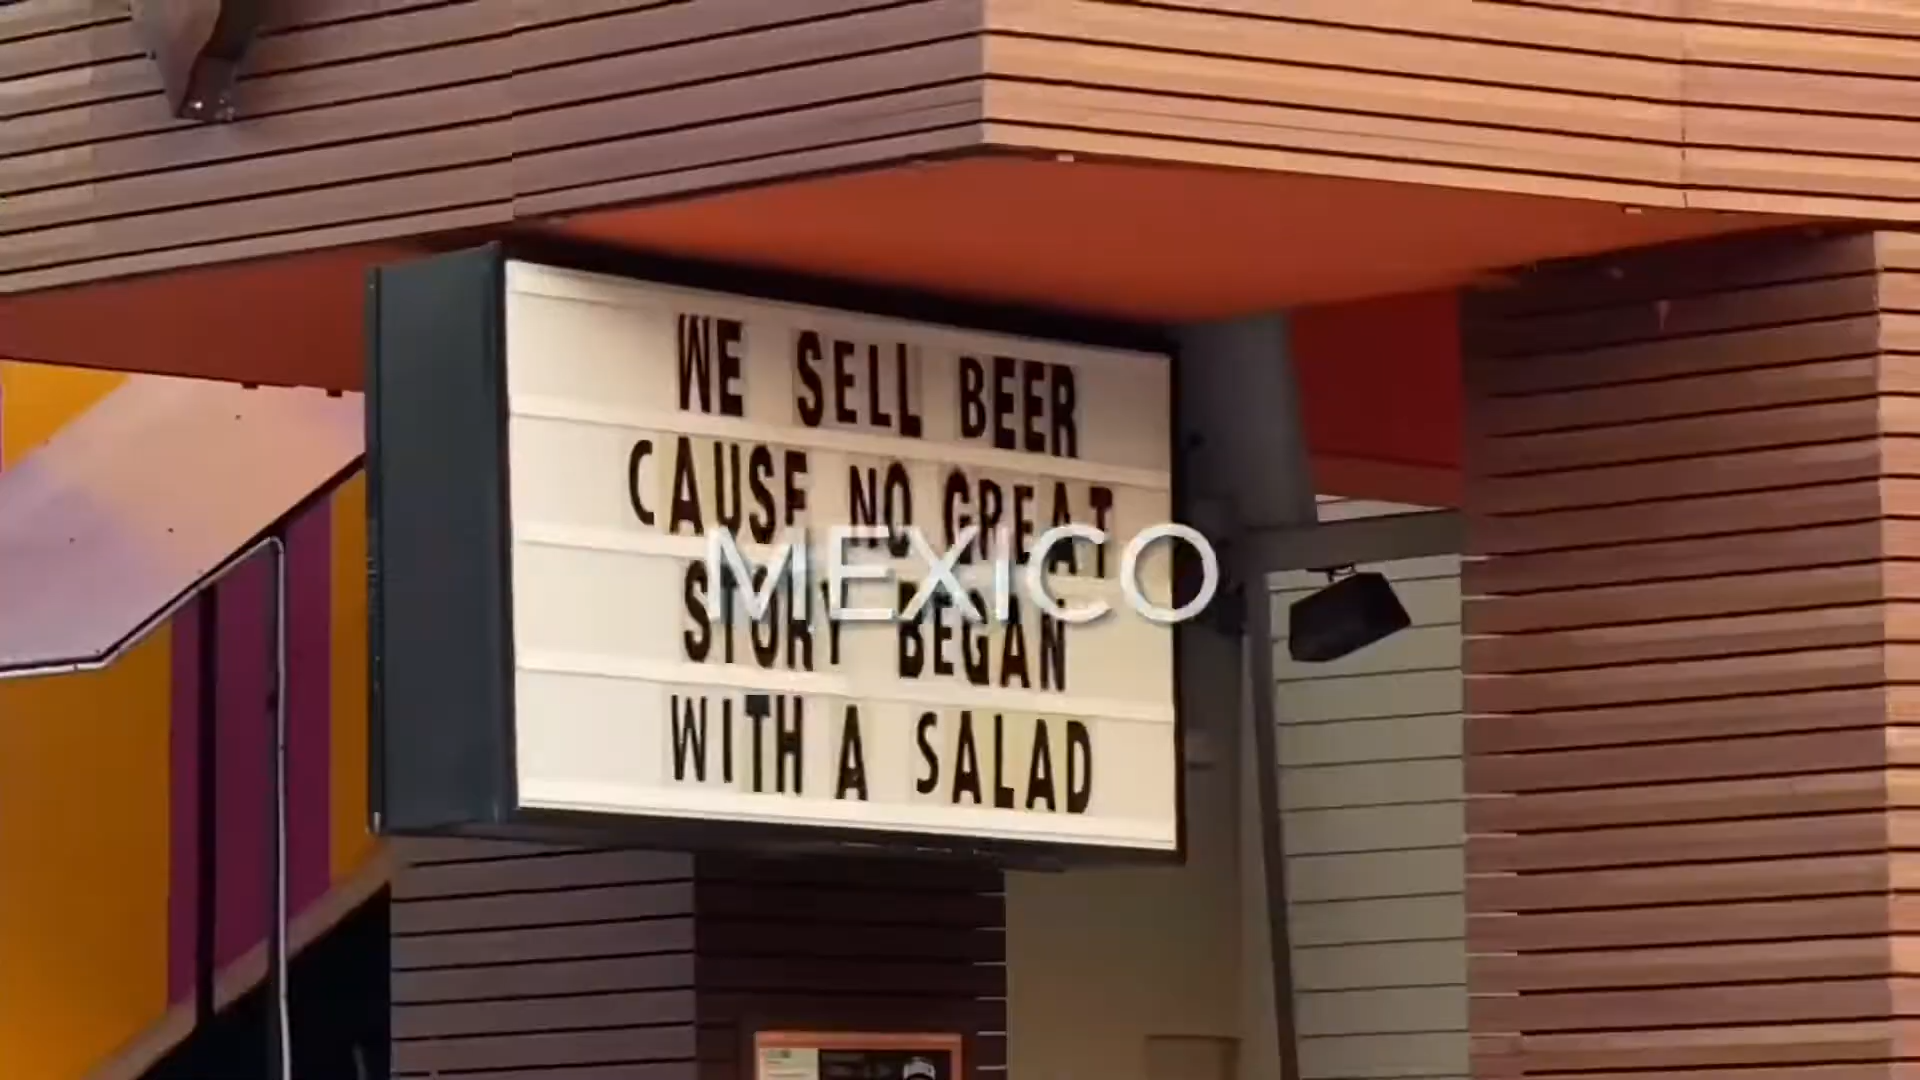 WE SELL BEER
CAUSE NO GREAT
STORY BEGAN
WITH A SALAD
MEXICO